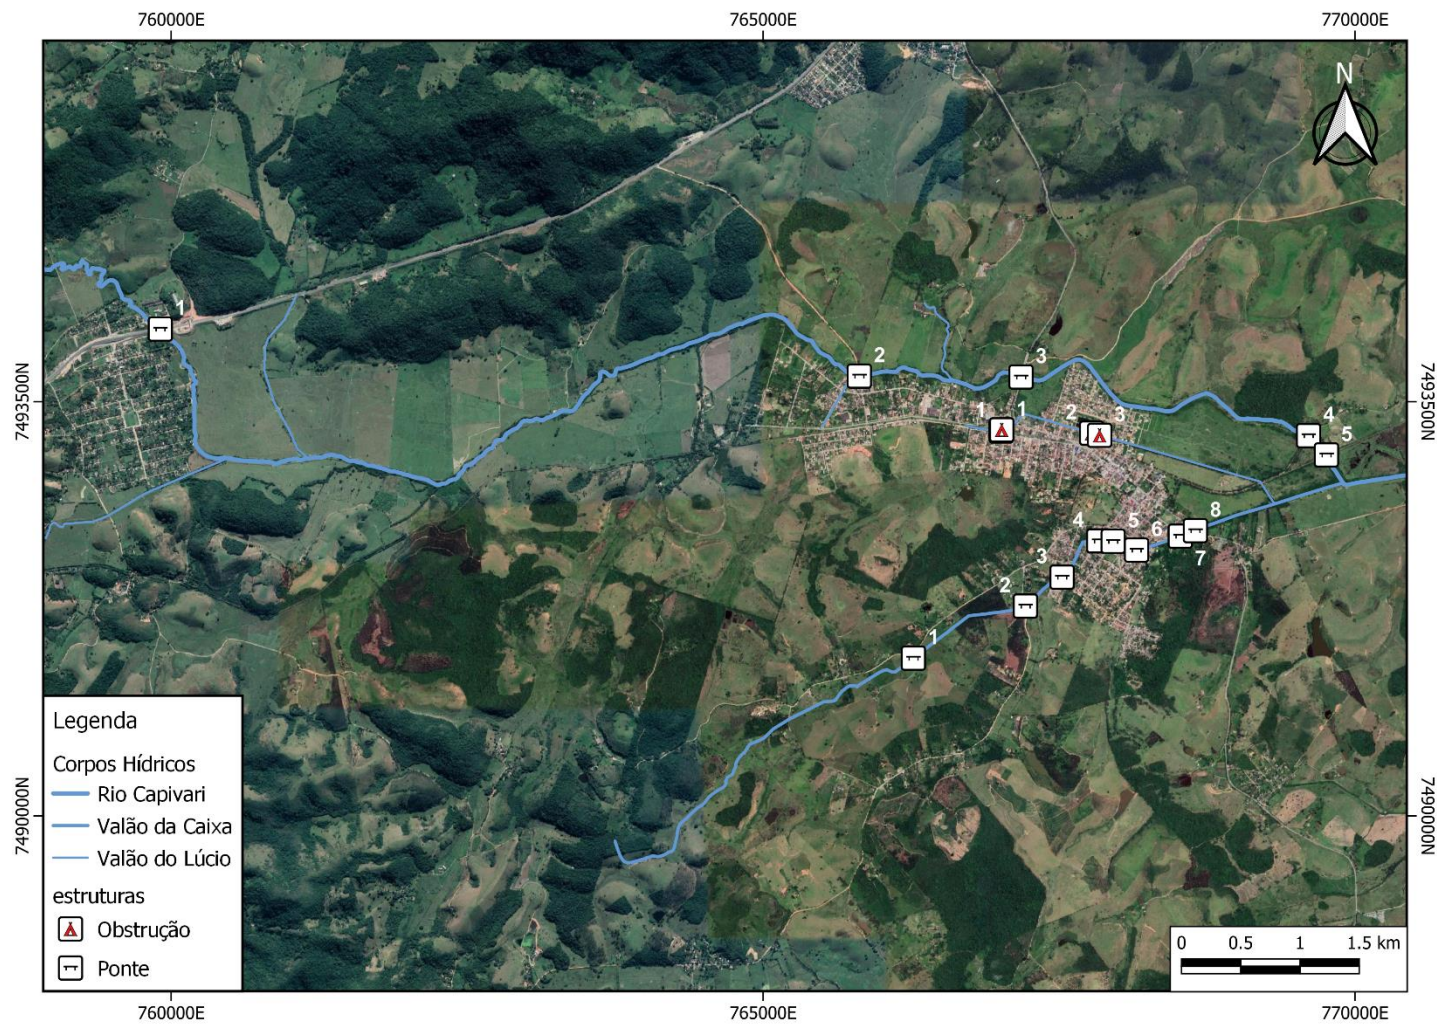 760000E
765000E
770000E
N
1
2
3
7493500N
7493500N
1
1
2
3
4
5
4
5
6
8
7
3
2
1
Legenda
Corpos Hídricos
Rio Capivari
Valão da Caixa
Valão do Lúcio
estruturas
Obstrução
Ponte
7490000N
7490000N
0 0.5 1 1.5 km
760000E
765000E
770000E